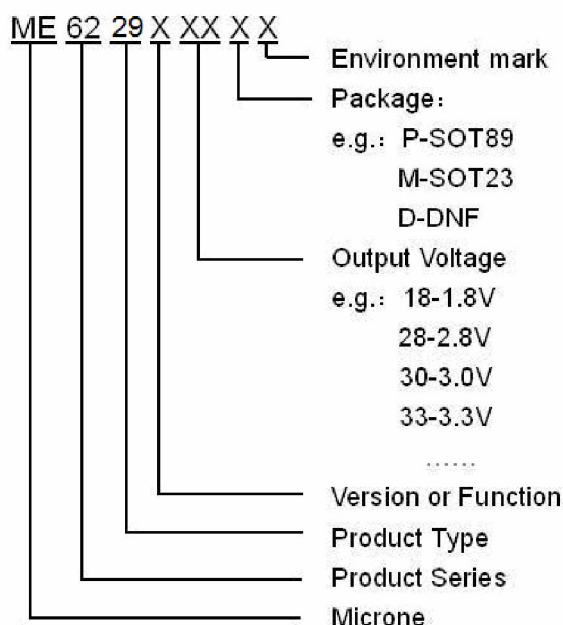 ME 62 29 X XX X X
Environment mark
Package：
e.g.：P-SOT89
M-SOT23
D-DNF
Output Voltage
e.g.：18-1.8V
28-2.8V
30-3.0V
33-3.3V
......
Version or Function
Product Type
Product Series
Microne